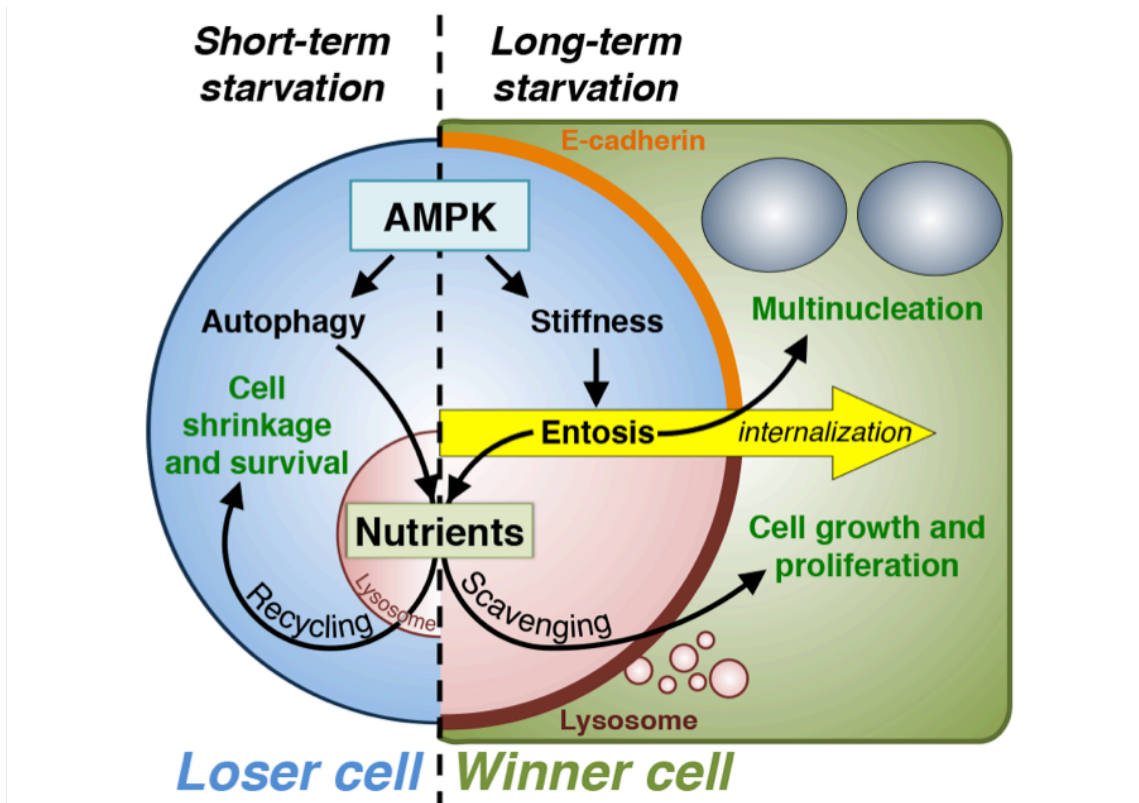 Short-term
starvation
Long-term
starvation
E-cadherin
AMPK
Autophagy
Stiffness
Multinucleation
Cell
shrinkage
and survival
Entosis
internalization
Nutrients
Cell growth and
proliferation
Lysosome
Recycling
Scavenging
Lysosome
Loser cell
Winner cell